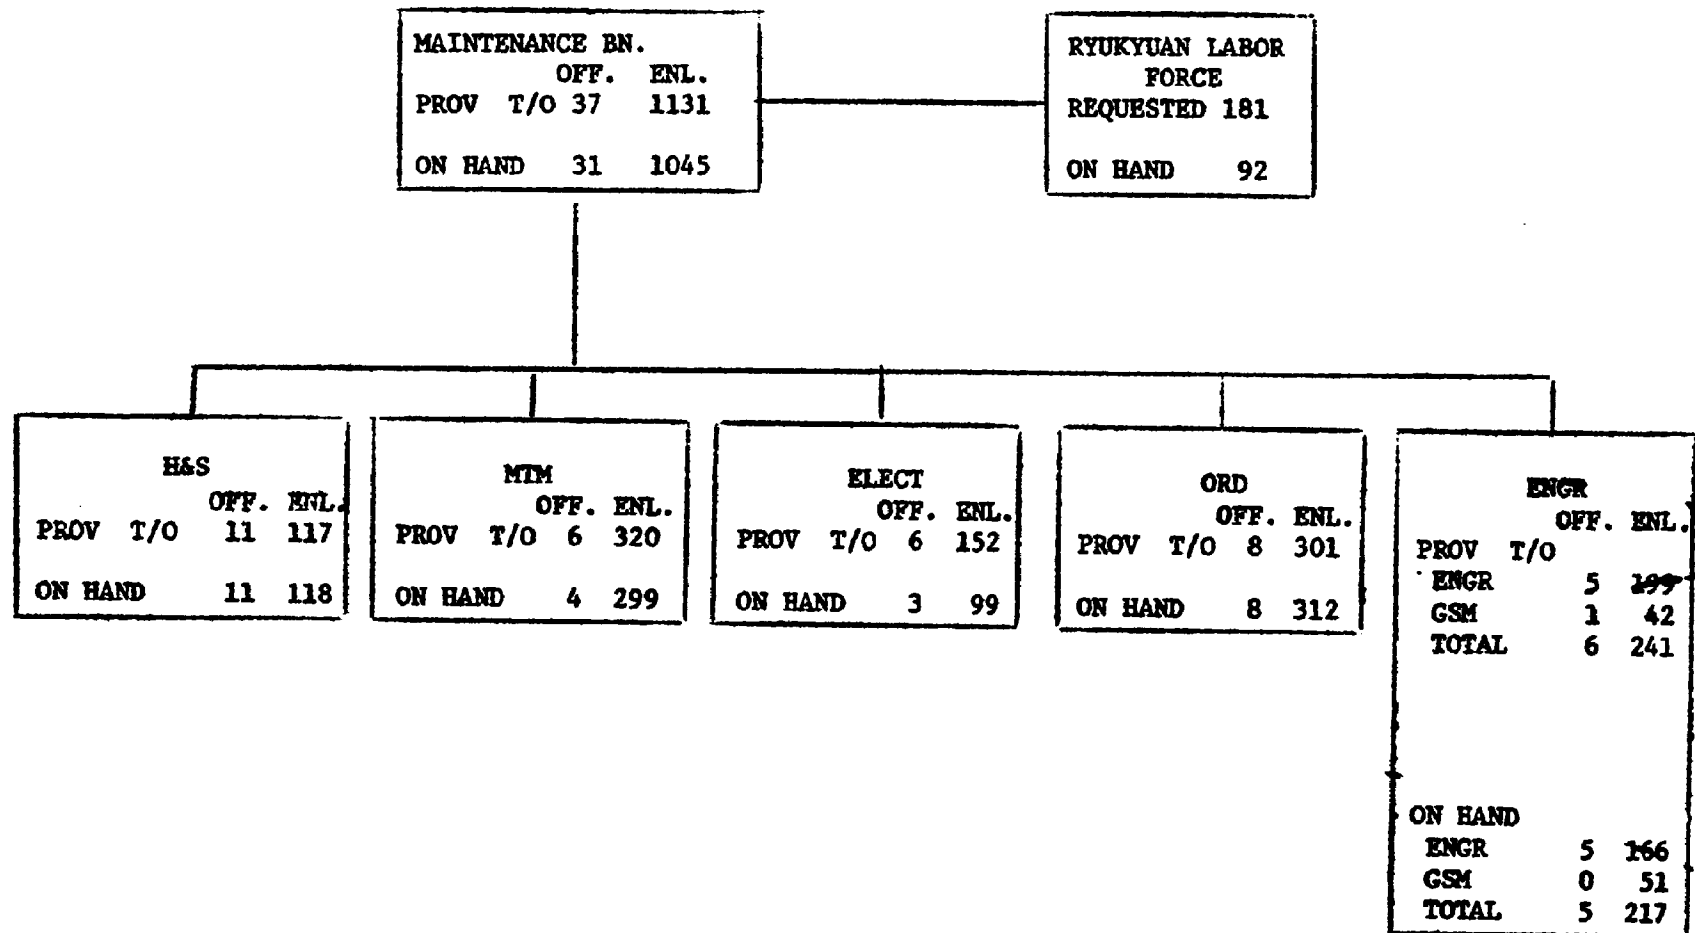 MAINTENANCE BN.
OFF. ENL.
PROV T/O 37 1131
ON HAND 31 1045
RYUKYUAN LABOR
FORCE
REQUESTED 181
ON HAND 92
H&S
OFF. ENL.
PROV T/O 11 117
ON HAND 11 118
MTM
OFF. ENL.
PROV T/O 6 320
ON HAND 4 299
ELECT
OFF. ENL.
PROV T/O 6 152
ON HAND 3 99
ORD
OFF. ENL.
PROV T/O 8 301
ON HAND 8 312
ENGR
OFF. ENL.
PROV T/O
ENGR 5 199
GSM 1 42
TOTAL 6 241
ON HAND
ENGR 5 166
GSM 0 51
TOTAL 5 217